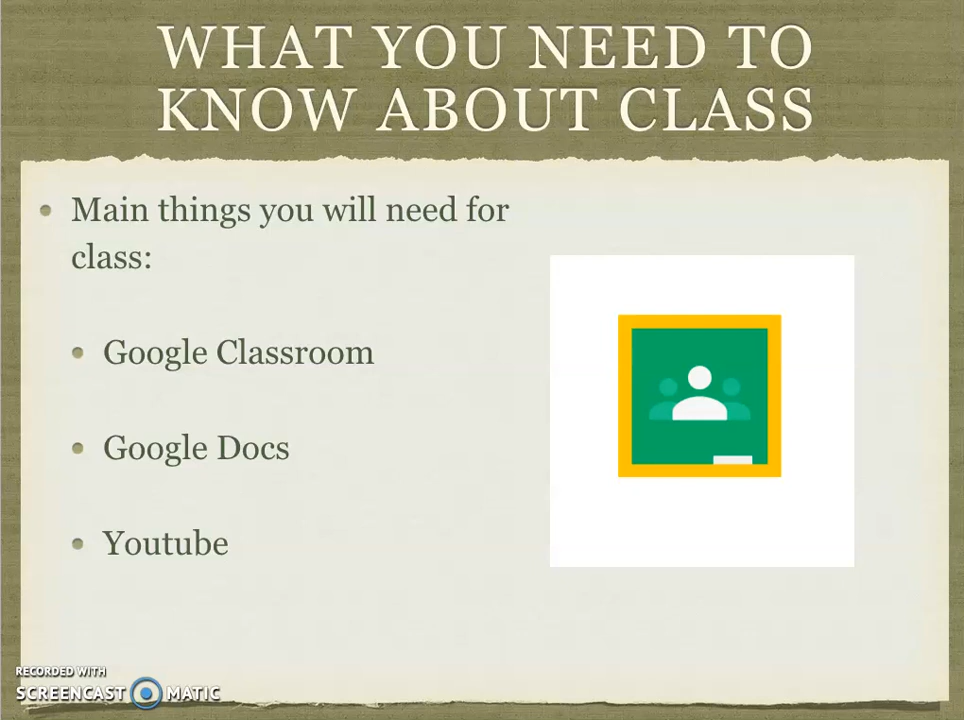 WHAT YOU NEED TO
KNOW ABOUT CLASS
Main things you will need for
class:
Google Classroom
Google Docs
Youtube
RECORDED WITH
SCREENCAST MATIC